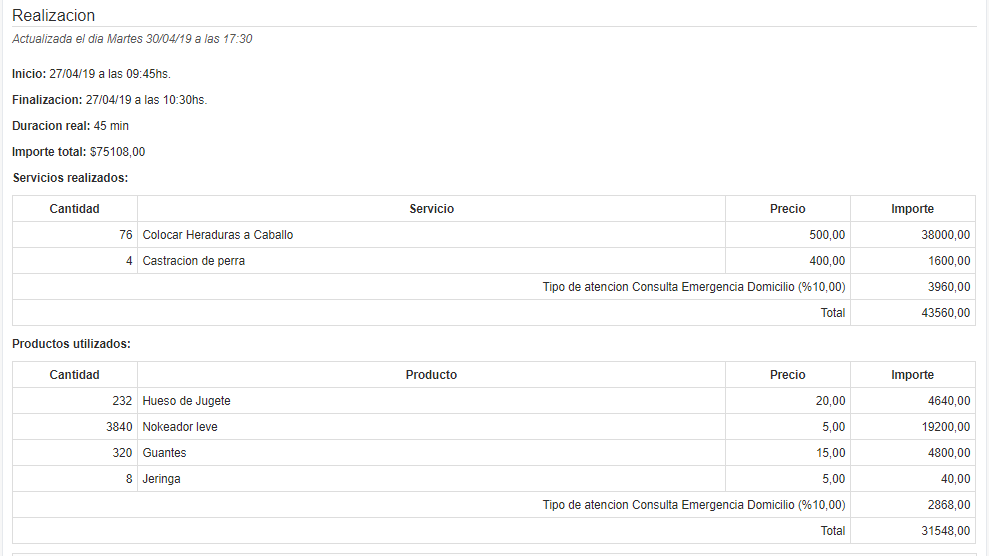 Realizacion
Actualizada el dia Martes 30/04/19 a las 17:30
Inicio: 27/04/19 a las 09:45hs.
Finalizacion: 27/04/19 a las 10:30hs.
Duracion real: 45 min
Importe total: $75108,00
Servicios realizados:
Cantidad Servicio Precio Importe
76 Colocar Heraduras a Caballo 500,00 38000,00
4 Castracion de perra 400,00 1600,00
Tipo de atencion Consulta Emergencia Domicilio (%10,00) 3960,00
Total 43560,00
Productos utilizados:
Cantidad Producto Precio Importe
232 Hueso de Jugete 20,00 4640,00
3840 Nokeador leve 5,00 19200,00
320 Guantes 15,00 4800,00
8 Jeringa 5,00 40,00
Tipo de atencion Consulta Emergencia Domicilio (%10,00) 2868,00
Total 31548,00